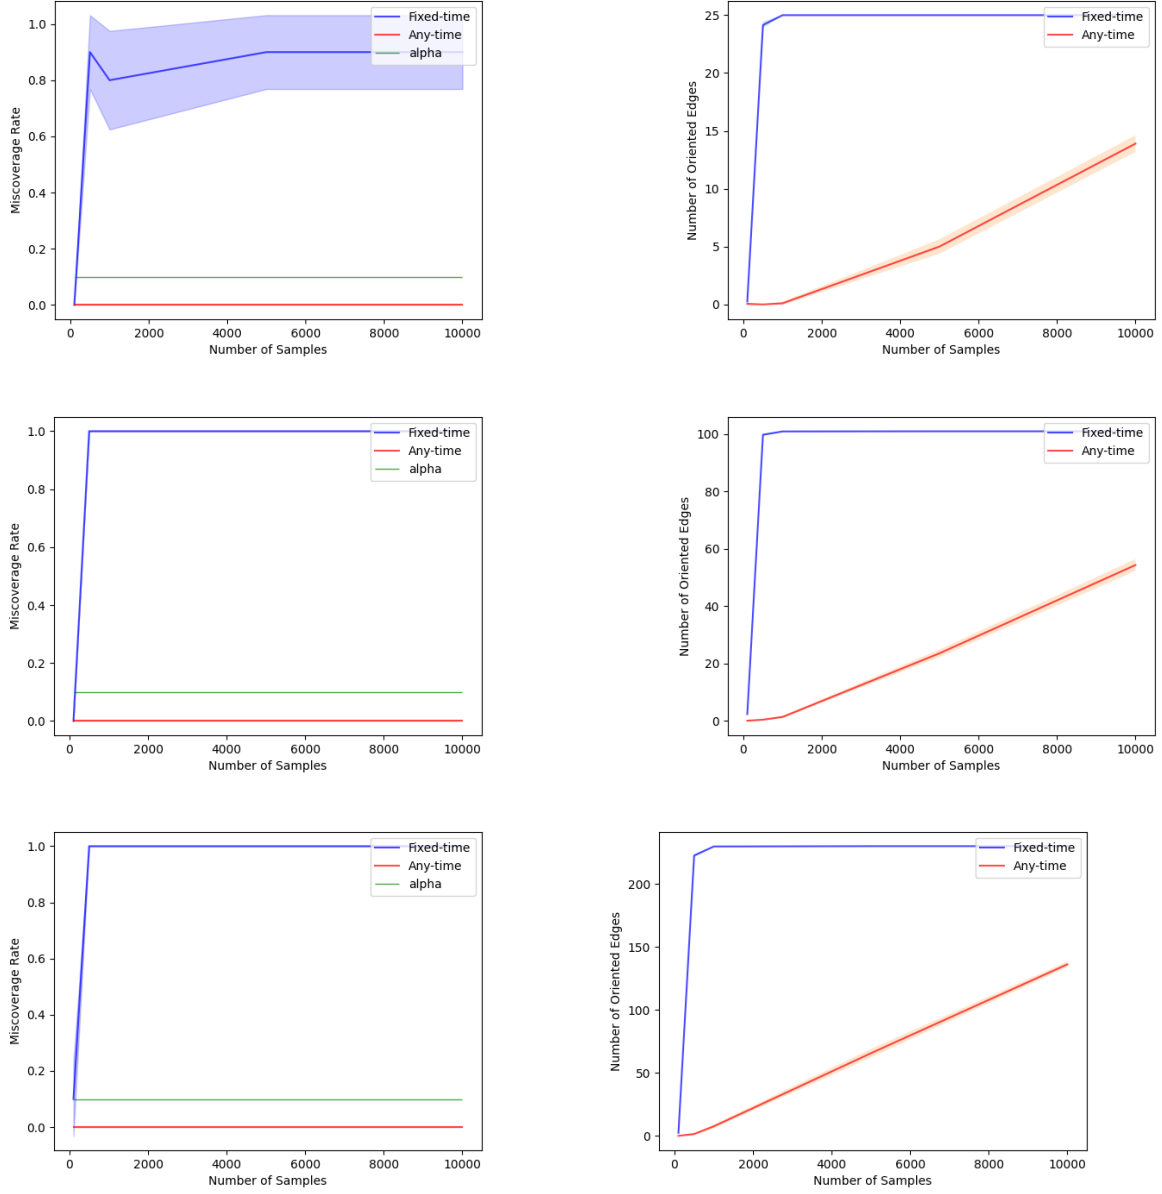 1.0
0.8
0.6
0.4
0.2
0.0
Miscoverage Rate
0
2000
4000
6000
8000
10000
Number of Samples
Fixed-time
Any-time
alpha
25
20
15
10
5
0
Number of Oriented Edges
0
2000
4000
6000
8000
10000
Number of Samples
Fixed-time
Any-time
1.0
0.8
0.6
0.4
0.2
0.0
Miscoverage Rate
0
2000
4000
6000
8000
10000
Number of Samples
Fixed-time
Any-time
alpha
100
80
60
40
20
0
Number of Oriented Edges
0
2000
4000
6000
8000
10000
Number of Samples
Fixed-time
Any-time
1.0
0.8
0.6
0.4
0.2
0.0
Miscoverage Rate
0
2000
4000
6000
8000
10000
Number of Samples
Fixed-time
Any-time
alpha
200
150
100
50
0
Number of Oriented Edges
0
2000
4000
6000
8000
10000
Number of Samples
Fixed-time
Any-time